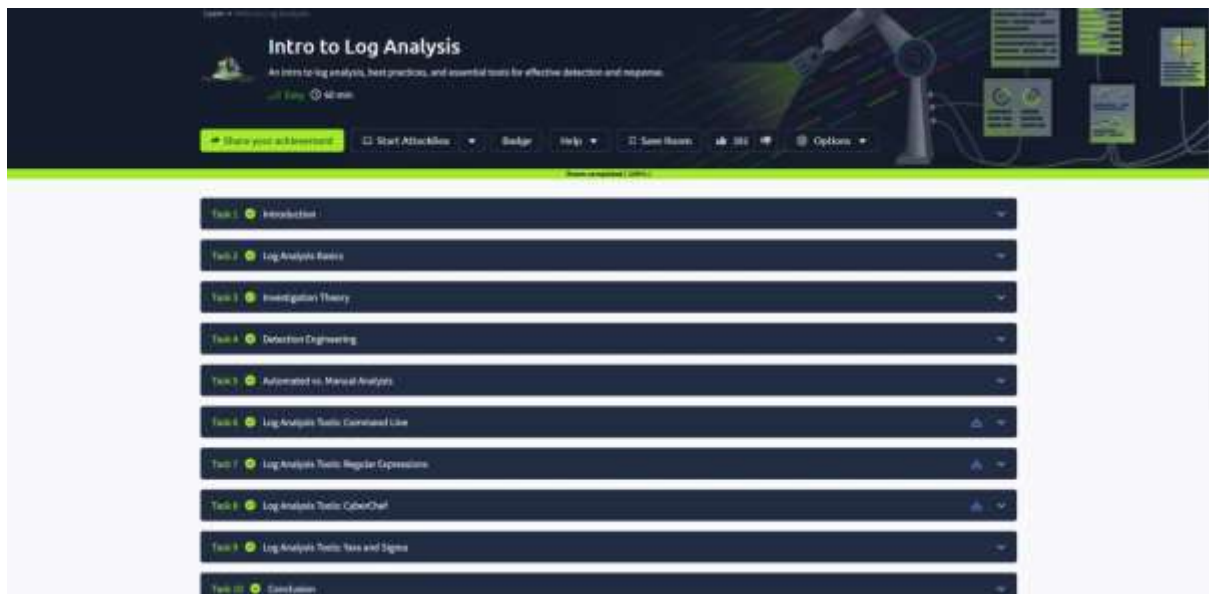 Intro to Log Analysis
An intro to log analysis, best practices, and essential tools for effective detection and response.
Easy 60 min
Share your achievement Start AttackBox Badge Help Save Room Options
Room completed ( 100% )
Task 1 Introduction
Task 2 Log Analysis Basics
Task 3 Investigation Theory
Task 4 Detection Engineering
Task 5 Automated vs. Manual Analysis
Task 6 Log Analysis Tools: Command Line
Task 7 Log Analysis Tools: Regular Expressions
Task 8 Log Analysis Tools: CyberChef
Task 9 Log Analysis Tools: Yara and Sigma
Task 10 Conclusion